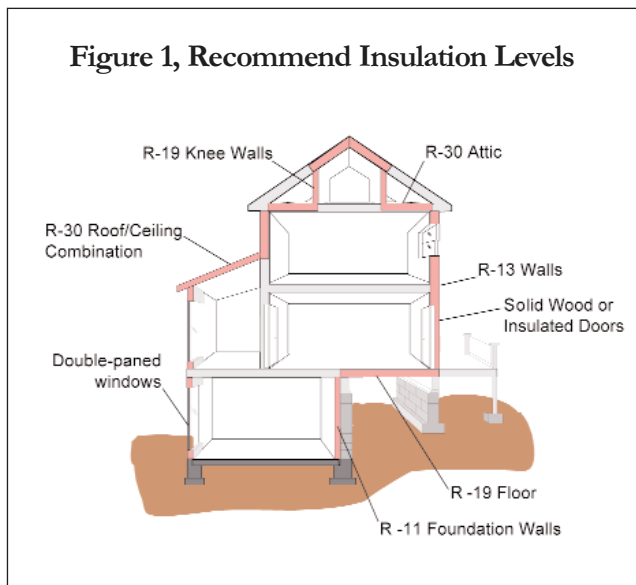 Figure 1, Recommend Insulation Levels
R-19 Knee Walls
R-30 Attic
R-30 Roof/Ceiling
Combination
R-13 Walls
Solid Wood or
Insulated Doors
Double-paned
windows
R -19 Floor
R -11 Foundation Walls